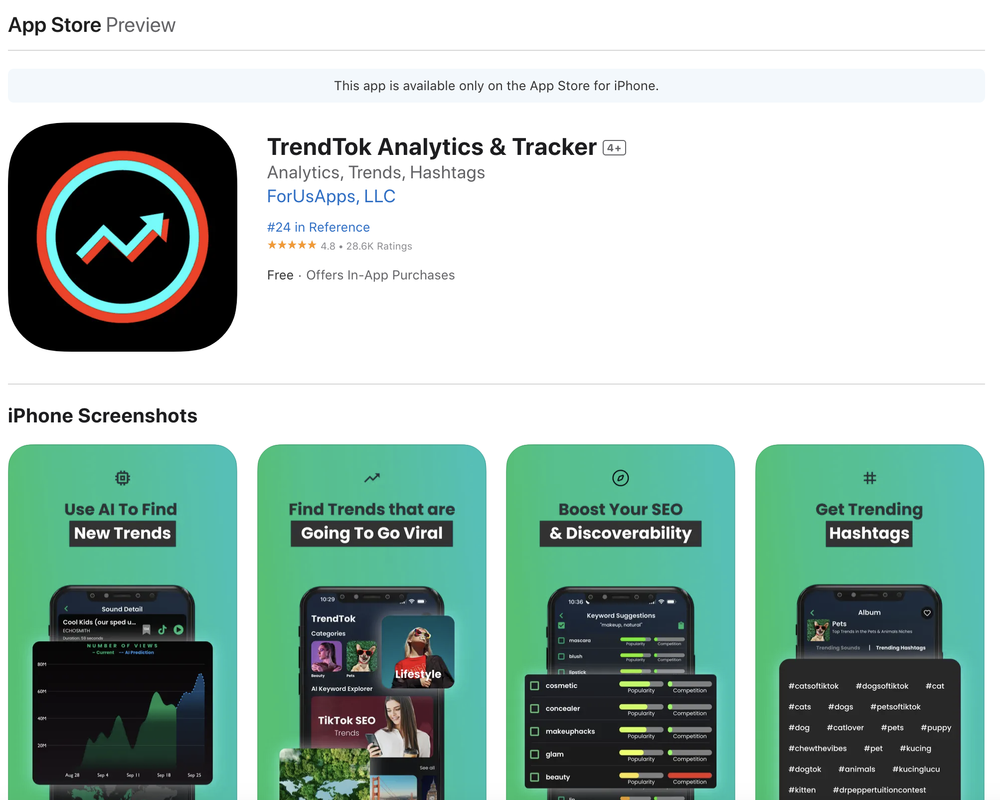 App Store Preview
This app is available only on the App Store for iPhone.
TrendTok Analytics & Tracker 4+
Analytics, Trends, Hashtags
ForUsApps, LLC
#24 in Reference
4.8 • 28.6K Ratings
Free · Offers In-App Purchases
iPhone Screenshots
Use AI To Find
New Trends
Sound Detail
Cool Kids (our sped u...
ECHOSMITH
Duration: 59 seconds
134
NUMBER OF VIEWS
– Current -- AI Prediction
80M
60M
40M
20M
Aug 28 Sep 4 Sep 11 Sep 18 Sep 25
Find Trends that are
Going To Go Viral
10:29
TrendTok
Categories
Beauty
Pets
Lifestyle
AI Keyword Explorer
TikTok SEO
Trends
See all
Boost Your SEO
& Discoverability
10:36
Keyword Suggestions
"makeup, natural"
mascara
Popularity Competition
blush
Popularity Competition
lipstick
cosmetic
Popularity Competition
concealer
Popularity Competition
makeuphacks
Popularity Competition
glam
Popularity Competition
beauty
Popularity Competition
lip
Get Trending
Hashtags
Album
Pets
Top Trends in the Pets & Animals Niches
Trending Sounds | Trending Hashtags
#catsoftiktok #dogsoftiktok #cat
#cats #dogs #petsoftiktok
#dog #catlover #pets #puppy
#chewthevibes #pet #kucing
#dogtok #animals #kucinglucu
#kitten #drpeppertuitioncontest